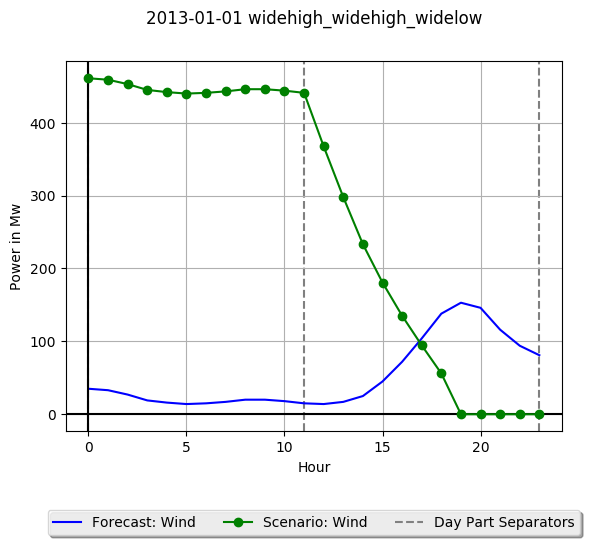 2013-01-01 widehigh_widehigh_widelow
Power in Mw
400
300
200
100
0
0 5 10 15 20
Hour
Forecast: Wind Scenario: Wind Day Part Separators